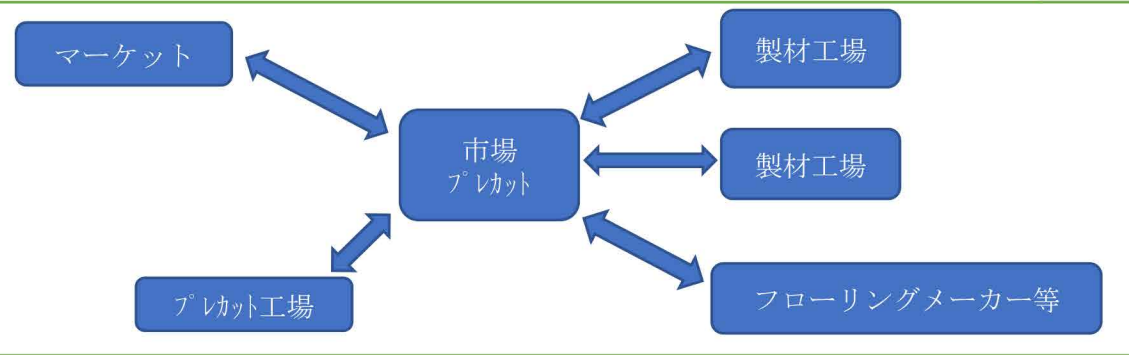 マーケット
製材工場
市場
ﾌﾟﾚｶｯﾄ
製材工場
ﾌﾟﾚｶｯﾄ工場
フローリングメーカー等